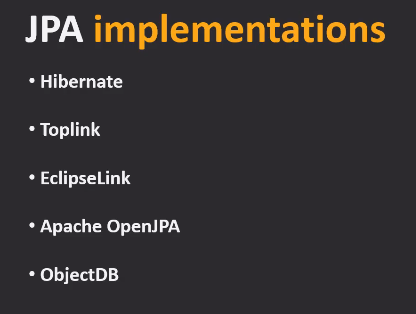 JPA implementations
• Hibernate
• Toplink
• EclipseLink
• Apache OpenJPA
• ObjectDB